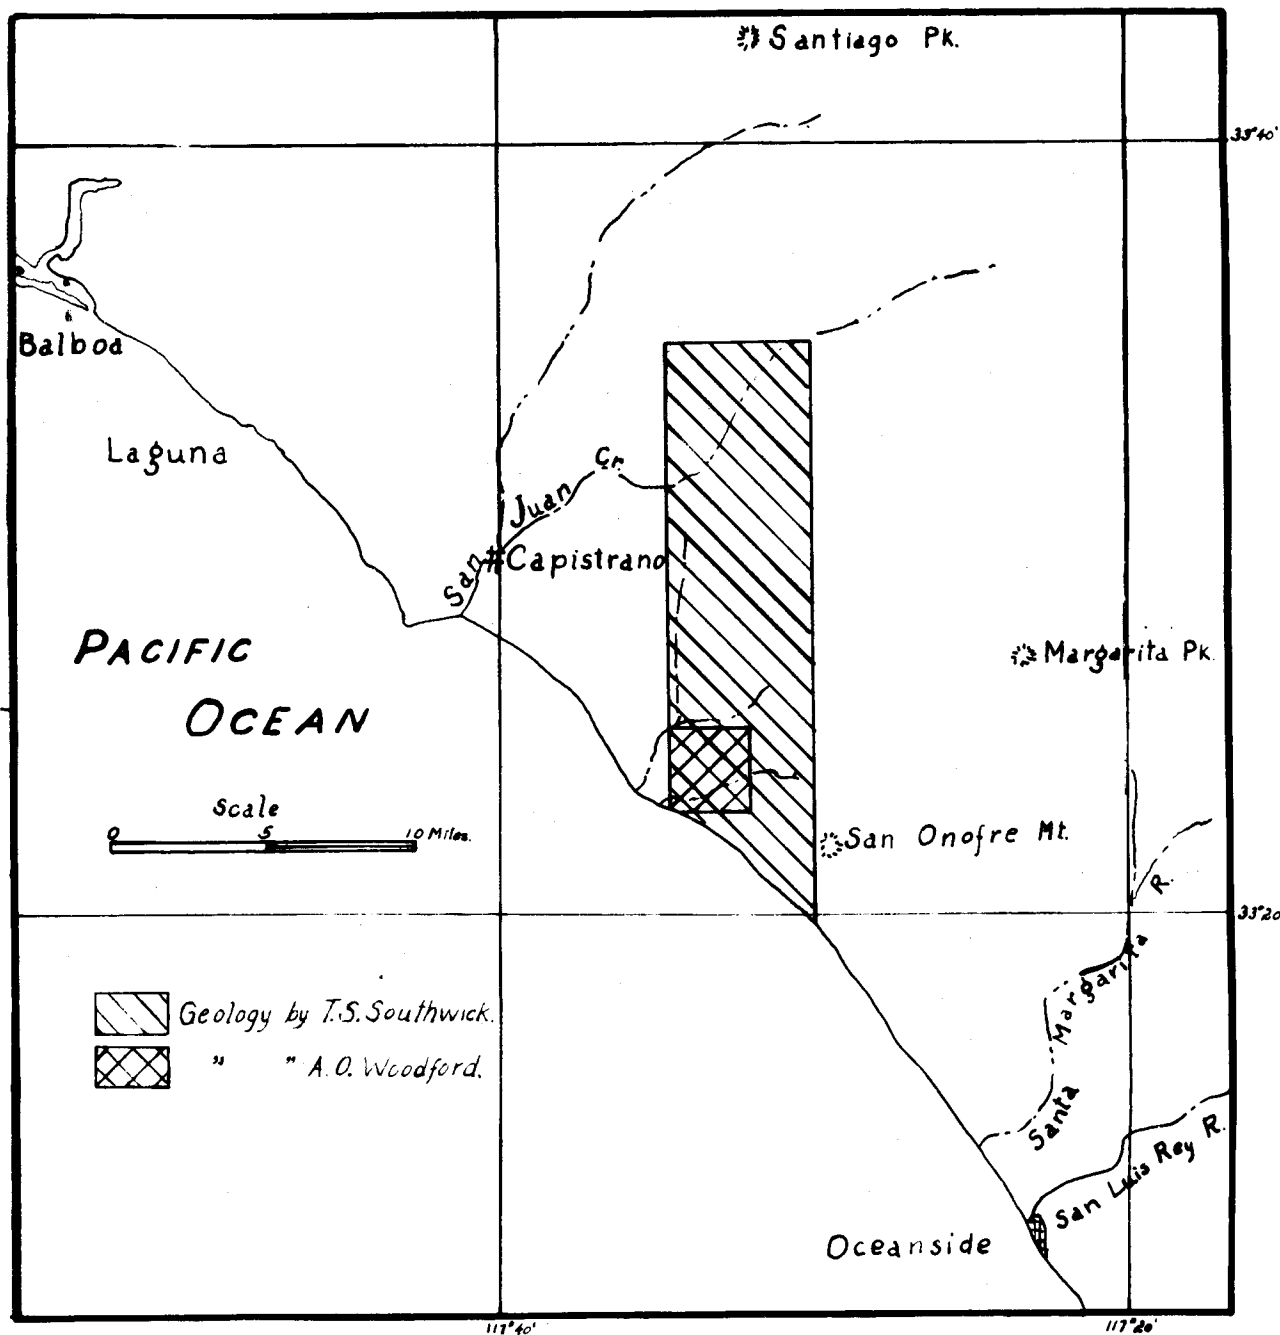 Santiago Pk.
33°40'
Balboa
Laguna
San Juan Cr.
Capistrano
PACIFIC
OCEAN
Margarita Pk.
Scale
0 5 10 Miles.
San Onofre Mt.
33°20
Santa Margarita R.
Geology by T.S. Southwick.
" " A.O. Woodford.
San Luis Rey R.
Oceanside
117°40'
117°20'